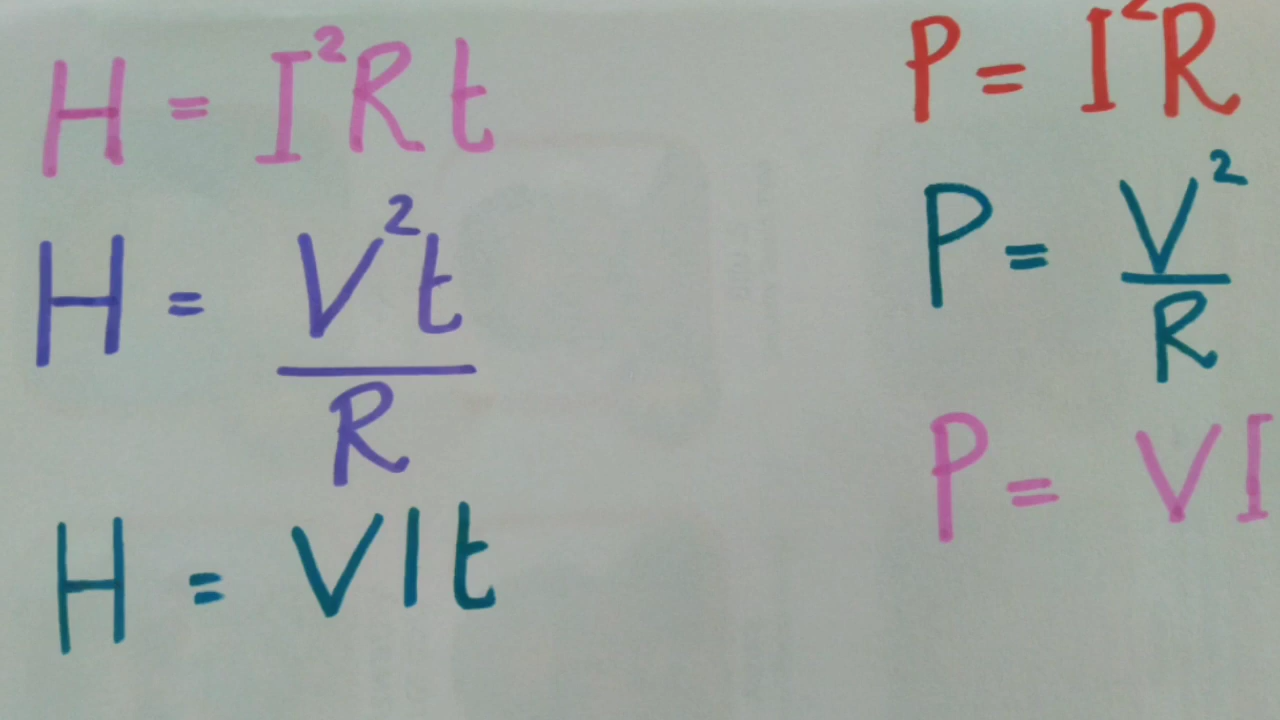 H = I²Rt
H = V²t/R
H = VIt
P = I²R
P = V²/R
P = VI